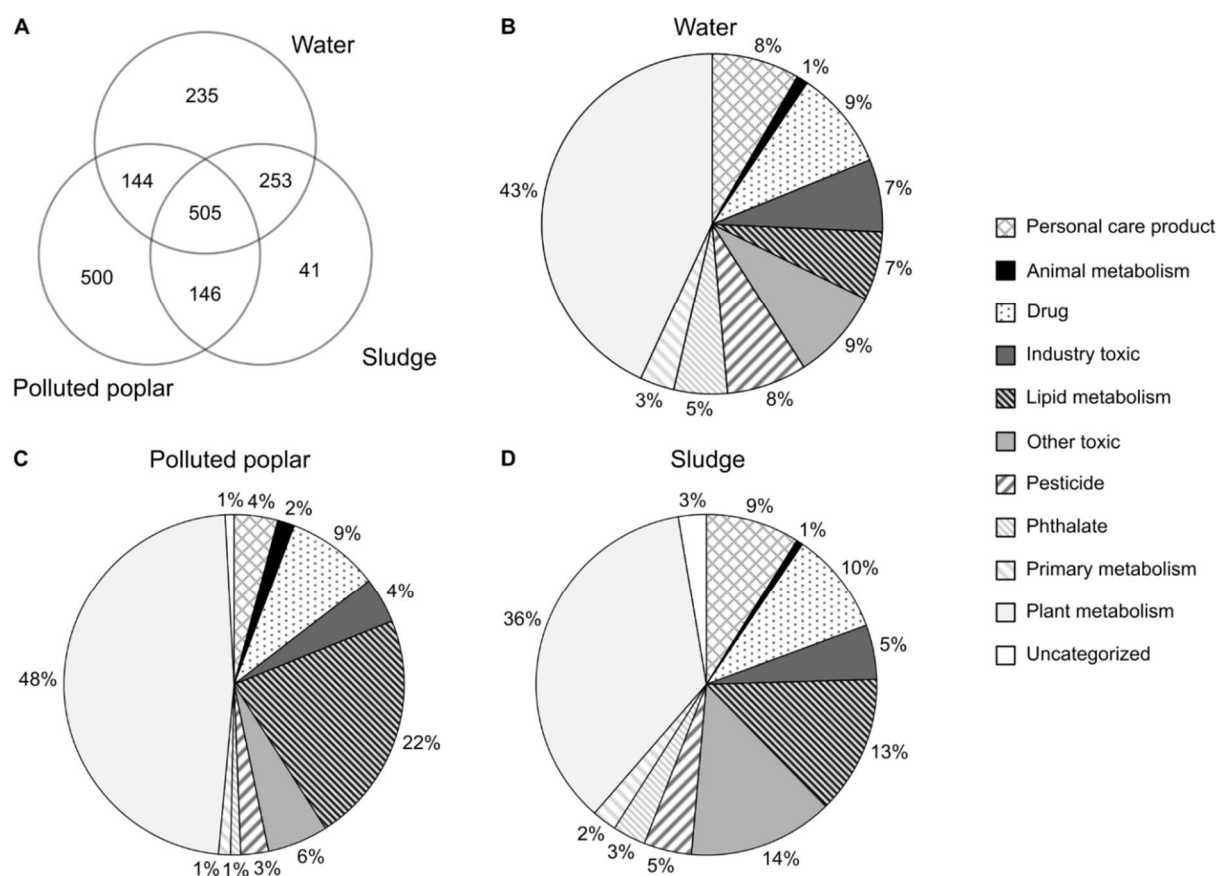 A
Water
235
144
253
505
500
41
146
Polluted poplar
Sludge
B
Water
8%
1%
9%
7%
7%
9%
8%
5%
3%
43%
Personal care product
Animal metabolism
Drug
Industry toxic
Lipid metabolism
Other toxic
Pesticide
Phthalate
Primary metabolism
Plant metabolism
Uncategorized
C
Polluted poplar
1%
4%
2%
9%
4%
22%
6%
3%
1%
1%
48%
D
Sludge
3%
9%
1%
10%
5%
13%
14%
5%
3%
2%
36%